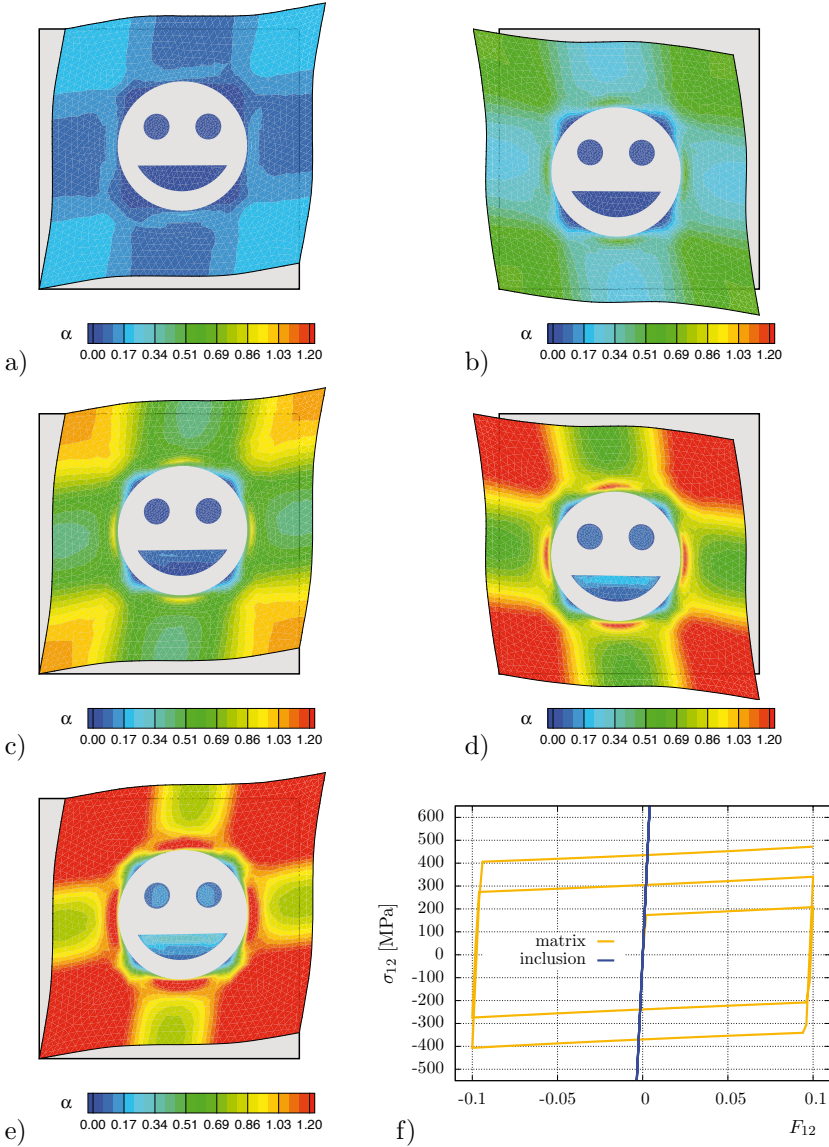 α
0.00 0.17 0.34 0.51 0.69 0.86 1.03 1.20
a)
α
0.00 0.17 0.34 0.51 0.69 0.86 1.03 1.20
b)
α
0.00 0.17 0.34 0.51 0.69 0.86 1.03 1.20
c)
α
0.00 0.17 0.34 0.51 0.69 0.86 1.03 1.20
d)
α
0.00 0.17 0.34 0.51 0.69 0.86 1.03 1.20
e)
600
500
400
300
200
100
0
-100
-200
-300
-400
-500
σ₁₂ [MPa]
matrix
inclusion
-0.1 -0.05 0 0.05 0.1
F₁₂
f)